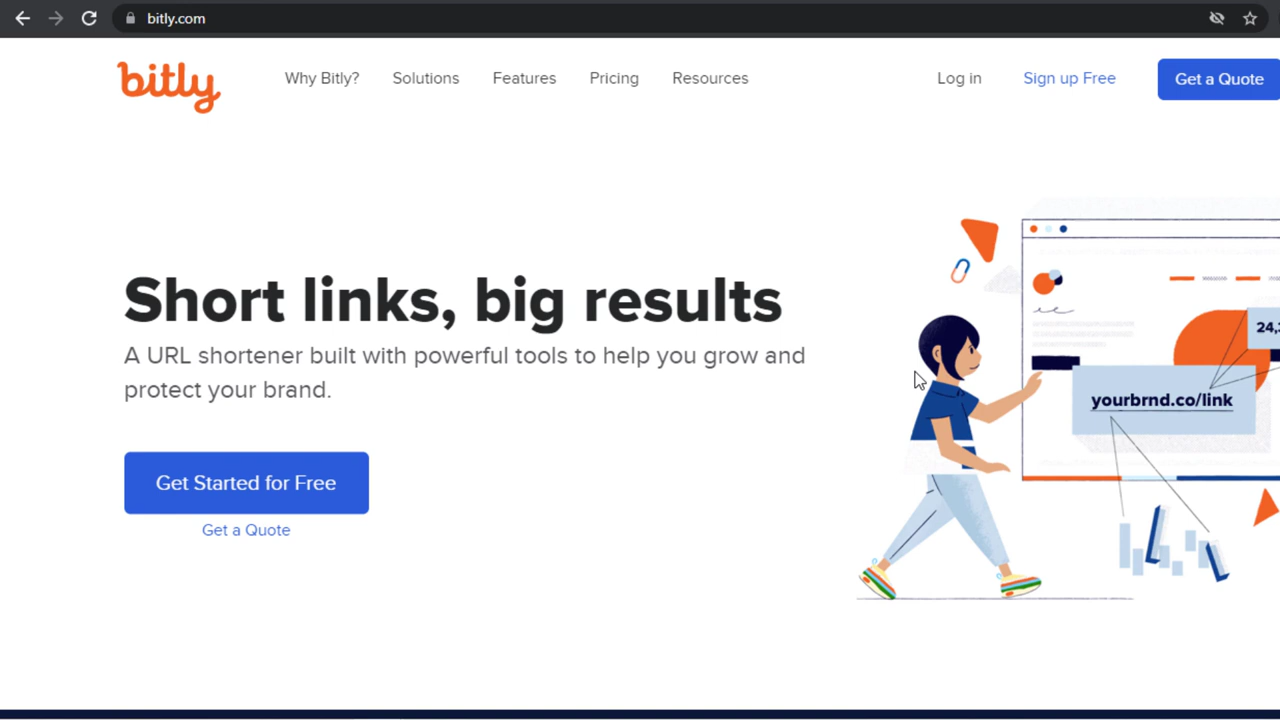 bitly.com
bitly
Why Bitly? Solutions Features Pricing Resources Log in Sign up Free Get a Quote
Short links, big results
A URL shortener built with powerful tools to help you grow and
protect your brand.
24,
yourbrnd.co/link
Get Started for Free
Get a Quote